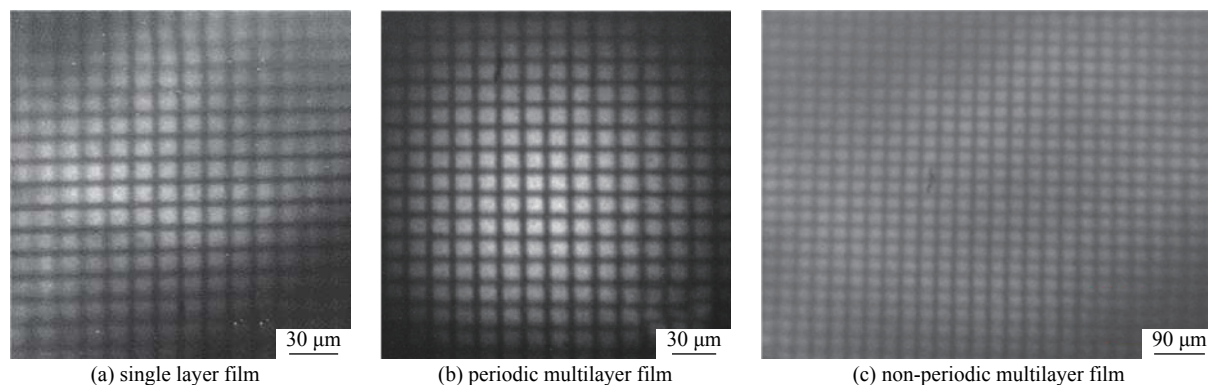 30 μm
30 μm
90 μm
(a) single layer film
(b) periodic multilayer film
(c) non-periodic multilayer film